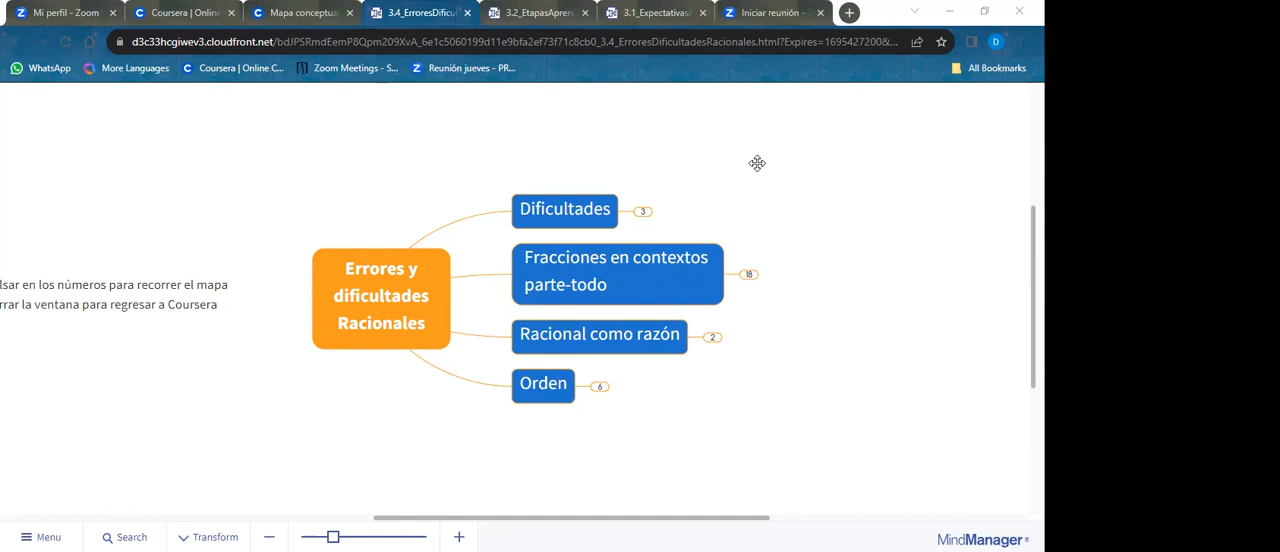 Mi perfil - Zoom
Coursera | Online
Mapa conceptual
3.4_ErroresDificul
3.2_EtapasApren
3.1_Expectativas
Iniciar reunión - Z
d3c33hcgiwev3.cloudfront.net/bdJPSRmdEemP8Qpm209XvA_6e1c5060199d11e9bfa2ef73f71c8cb0_3.4_ErroresDificultadesRacionales.html?Expires=1695427200&...
D
WhatsApp
More Languages
Coursera | Online C...
Zoom Meetings - S...
Reunión jueves - PR...
All Bookmarks
Dificultades
3
Fracciones en contextos
parte-todo
18
Errores y
dificultades
Racionales
lsar en los números para recorrer el mapa
rrar la ventana para regresar a Coursera
Racional como razón
2
Orden
6
Menu
Search
Transform
MindManager®